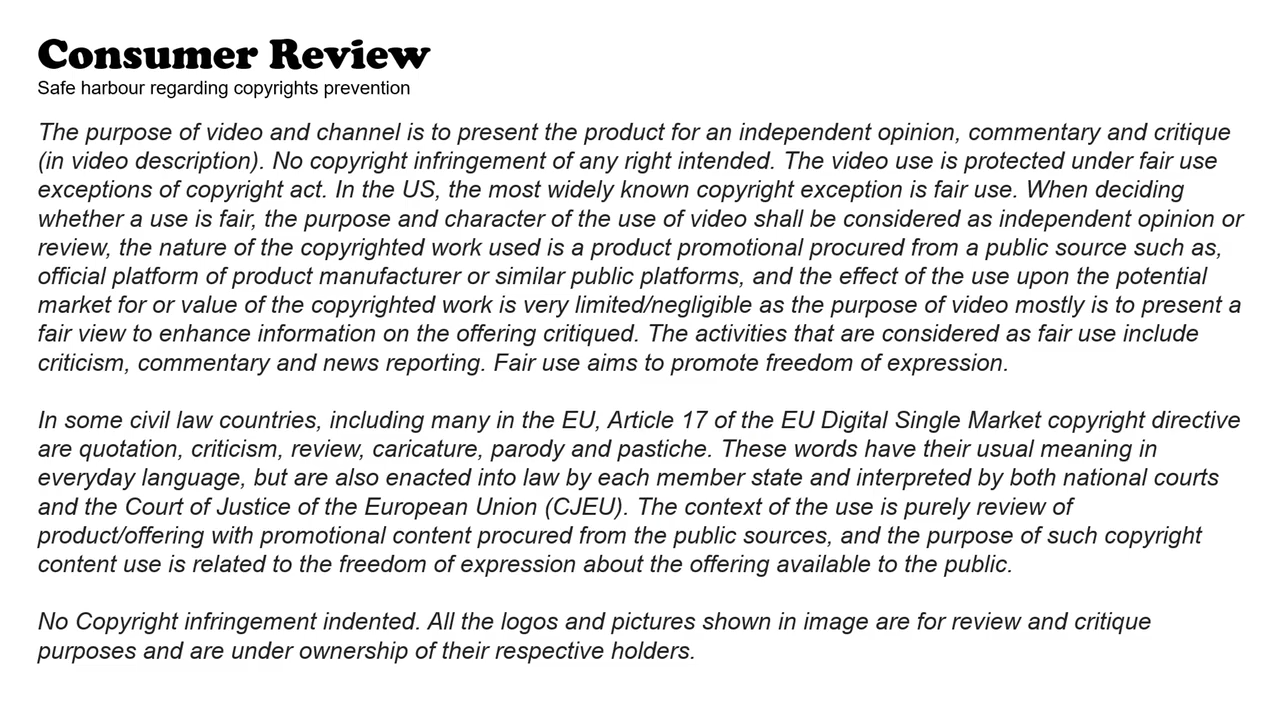 Consumer Review
Safe harbour regarding copyrights prevention
The purpose of video and channel is to present the product for an independent opinion, commentary and critique
(in video description). No copyright infringement of any right intended. The video use is protected under fair use
exceptions of copyright act. In the US, the most widely known copyright exception is fair use. When deciding
whether a use is fair, the purpose and character of the use of video shall be considered as independent opinion or
review, the nature of the copyrighted work used is a product promotional procured from a public source such as,
official platform of product manufacturer or similar public platforms, and the effect of the use upon the potential
market for or value of the copyrighted work is very limited/negligible as the purpose of video mostly is to present a
fair view to enhance information on the offering critiqued. The activities that are considered as fair use include
criticism, commentary and news reporting. Fair use aims to promote freedom of expression.
In some civil law countries, including many in the EU, Article 17 of the EU Digital Single Market copyright directive
are quotation, criticism, review, caricature, parody and pastiche. These words have their usual meaning in
everyday language, but are also enacted into law by each member state and interpreted by both national courts
and the Court of Justice of the European Union (CJEU). The context of the use is purely review of
product/offering with promotional content procured from the public sources, and the purpose of such copyright
content use is related to the freedom of expression about the offering available to the public.
No Copyright infringement indented. All the logos and pictures shown in image are for review and critique
purposes and are under ownership of their respective holders.